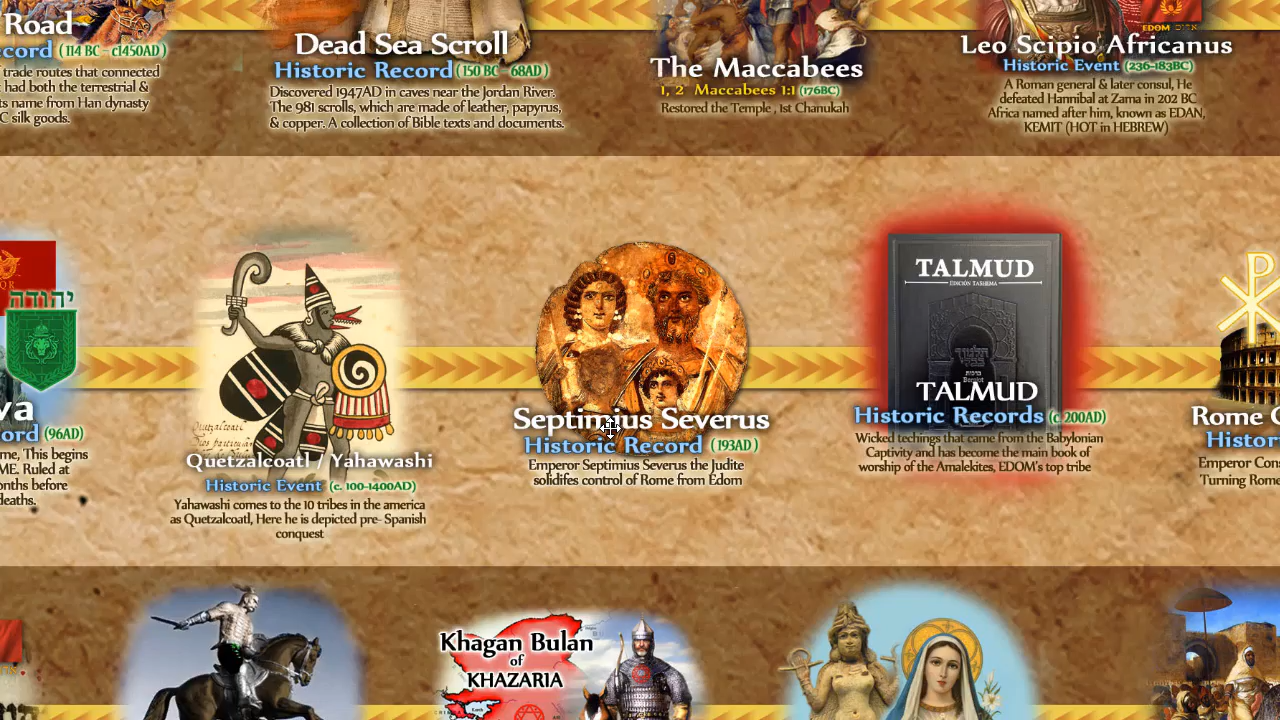 Road
ecord (114 BC - c1450AD)
trade routes that connected
had both the terrestrial &
ts name from Han dynasty
C silk goods.
Dead Sea Scroll
Historic Record (150 BC - 68AD)
Discovered 1947AD in caves near the Jordan River.
The 981 scrolls, which are made of leather, papyrus,
& copper. A collection of Bible texts and documents.
The Maccabees
1, 2 Maccabees 1:1 (176BC)
Restored the Temple , 1st Chanukah
EDOM
Leo Scipio Africanus
Historic Event (236-183BC)
A Roman general & later consul, He
defeated Hannibal at Zama in 202 BC
Africa named after him, known as EDAN,
KEMIT (HOT in HEBREW)
יהודה
va
ord (96AD)
me, This begins
ME. Ruled at
onths before
deaths.
Quetzalcoatl / Yahawashi
Historic Event (c. 100-1400AD)
Yahawashi comes to the 10 tribes in the america
as Quetzalcoatl, Here he is depicted pre- Spanish
conquest
Septimius Severus
Historic Record (193AD)
Emperor Septimius Severus the Judite
solidifes control of Rome from Edom
TALMUD
EDICIÓN TASHEMA
תלמוד
בבלי
ברכות
TALMUD
Historic Records (c 200AD)
Wicked techings that came from the Babylonian
Captivity and has become the main book of
worship of the Amalekites, EDOM's top tribe
Rome C
Histor
Emperor Cons
Turning Rome
Khagan Bulan
of
KHAZARIA